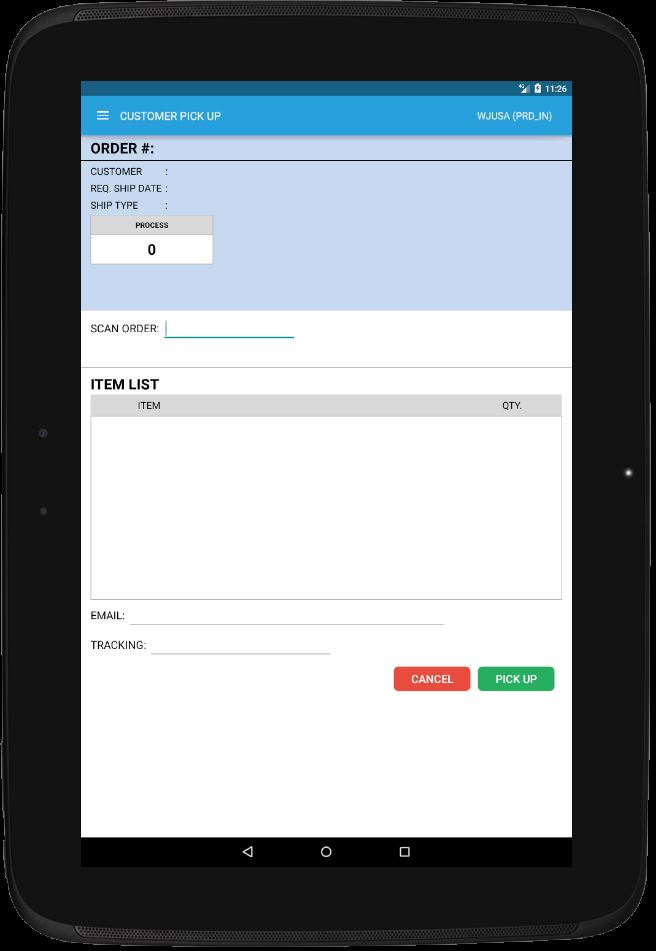 4G 11:26
CUSTOMER PICK UP WJUSA (PRD_IN)
ORDER #:
CUSTOMER :
REQ. SHIP DATE :
SHIP TYPE :
PROCESS
0
SCAN ORDER:
ITEM LIST
ITEM QTY.
EMAIL:
TRACKING:
CANCEL PICK UP